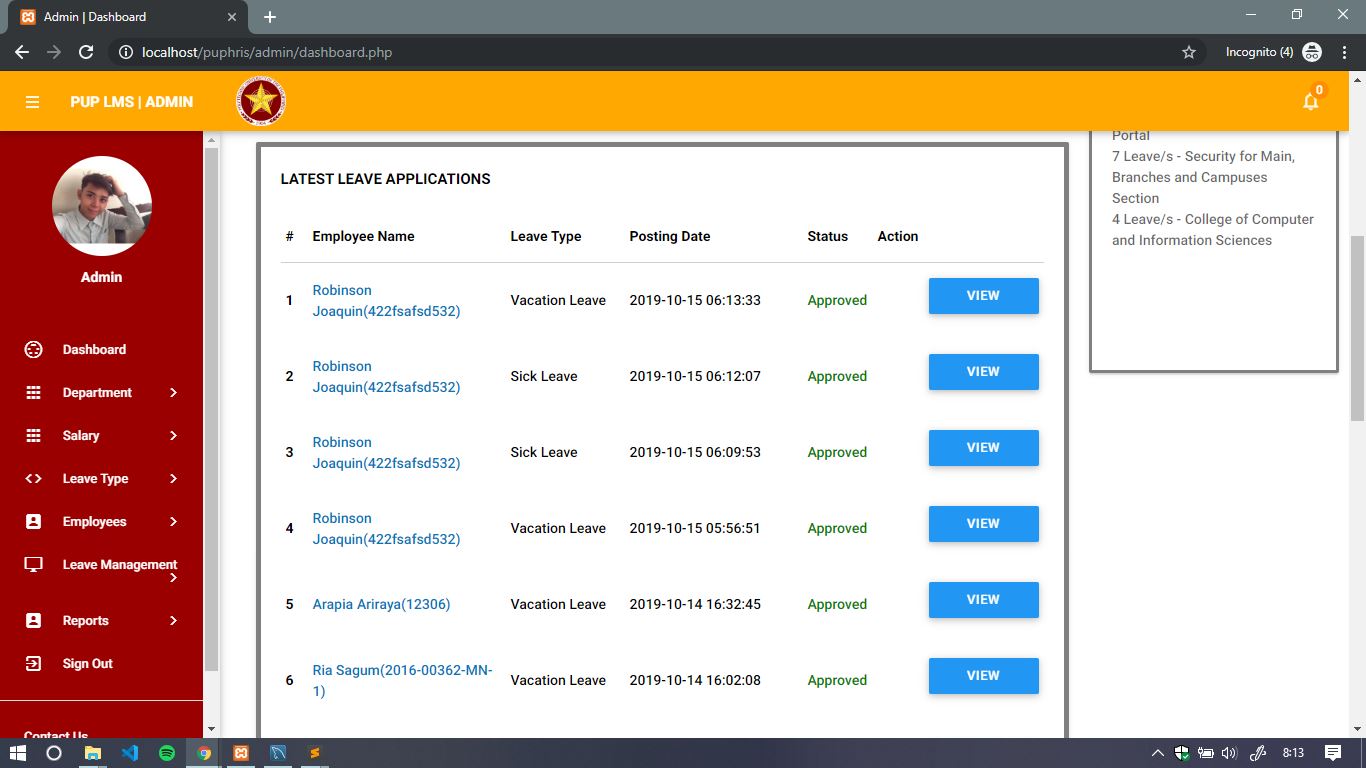 Admin | Dashboard
localhost/puphris/admin/dashboard.php
Incognito (4)
PUP LMS | ADMIN
0
Admin
Dashboard
Department
Salary
Leave Type
Employees
Leave Management
Reports
Sign Out
Contact Us
LATEST LEAVE APPLICATIONS
# Employee Name Leave Type Posting Date Status Action
1 Robinson Joaquin(422fsafsd532) Vacation Leave 2019-10-15 06:13:33 Approved VIEW
2 Robinson Joaquin(422fsafsd532) Sick Leave 2019-10-15 06:12:07 Approved VIEW
3 Robinson Joaquin(422fsafsd532) Sick Leave 2019-10-15 06:09:53 Approved VIEW
4 Robinson Joaquin(422fsafsd532) Vacation Leave 2019-10-15 05:56:51 Approved VIEW
5 Arapia Ariraya(12306) Vacation Leave 2019-10-14 16:32:45 Approved VIEW
6 Ria Sagum(2016-00362-MN-1) Vacation Leave 2019-10-14 16:02:08 Approved VIEW
Portal
7 Leave/s - Security for Main,
Branches and Campuses
Section
4 Leave/s - College of Computer
and Information Sciences
8:13